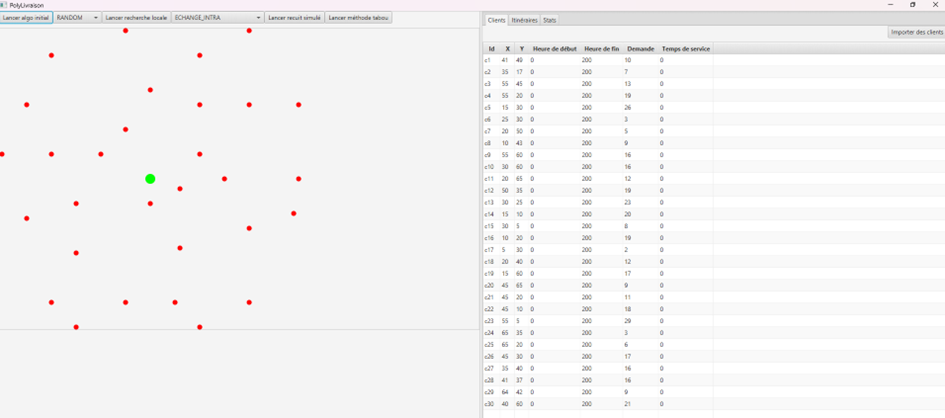 PolyLivraison
Lancer algo initial RANDOM Lancer recherche locale ECHANGE_INTRA Lancer recuit simulé Lancer méthode tabou
Clients Itinéraires Stats
Importer des clients
Id X Y Heure de début Heure de fin Demande Temps de service
c1 41 49 0 200 10 0
c2 35 17 0 200 7 0
c3 55 45 0 200 13 0
c4 55 20 0 200 19 0
c5 15 30 0 200 26 0
c6 25 30 0 200 3 0
c7 20 50 0 200 5 0
c8 10 43 0 200 9 0
c9 55 60 0 200 16 0
c10 30 60 0 200 16 0
c11 20 65 0 200 12 0
c12 50 35 0 200 19 0
c13 30 25 0 200 23 0
c14 15 10 0 200 20 0
c15 30 5 0 200 8 0
c16 10 20 0 200 19 0
c17 5 30 0 200 2 0
c18 20 40 0 200 12 0
c19 15 60 0 200 17 0
c20 45 65 0 200 9 0
c21 45 20 0 200 11 0
c22 45 10 0 200 18 0
c23 55 5 0 200 29 0
c24 65 35 0 200 3 0
c25 65 20 0 200 6 0
c26 45 30 0 200 17 0
c27 35 40 0 200 16 0
c28 41 37 0 200 16 0
c29 64 42 0 200 9 0
c30 40 60 0 200 21 0